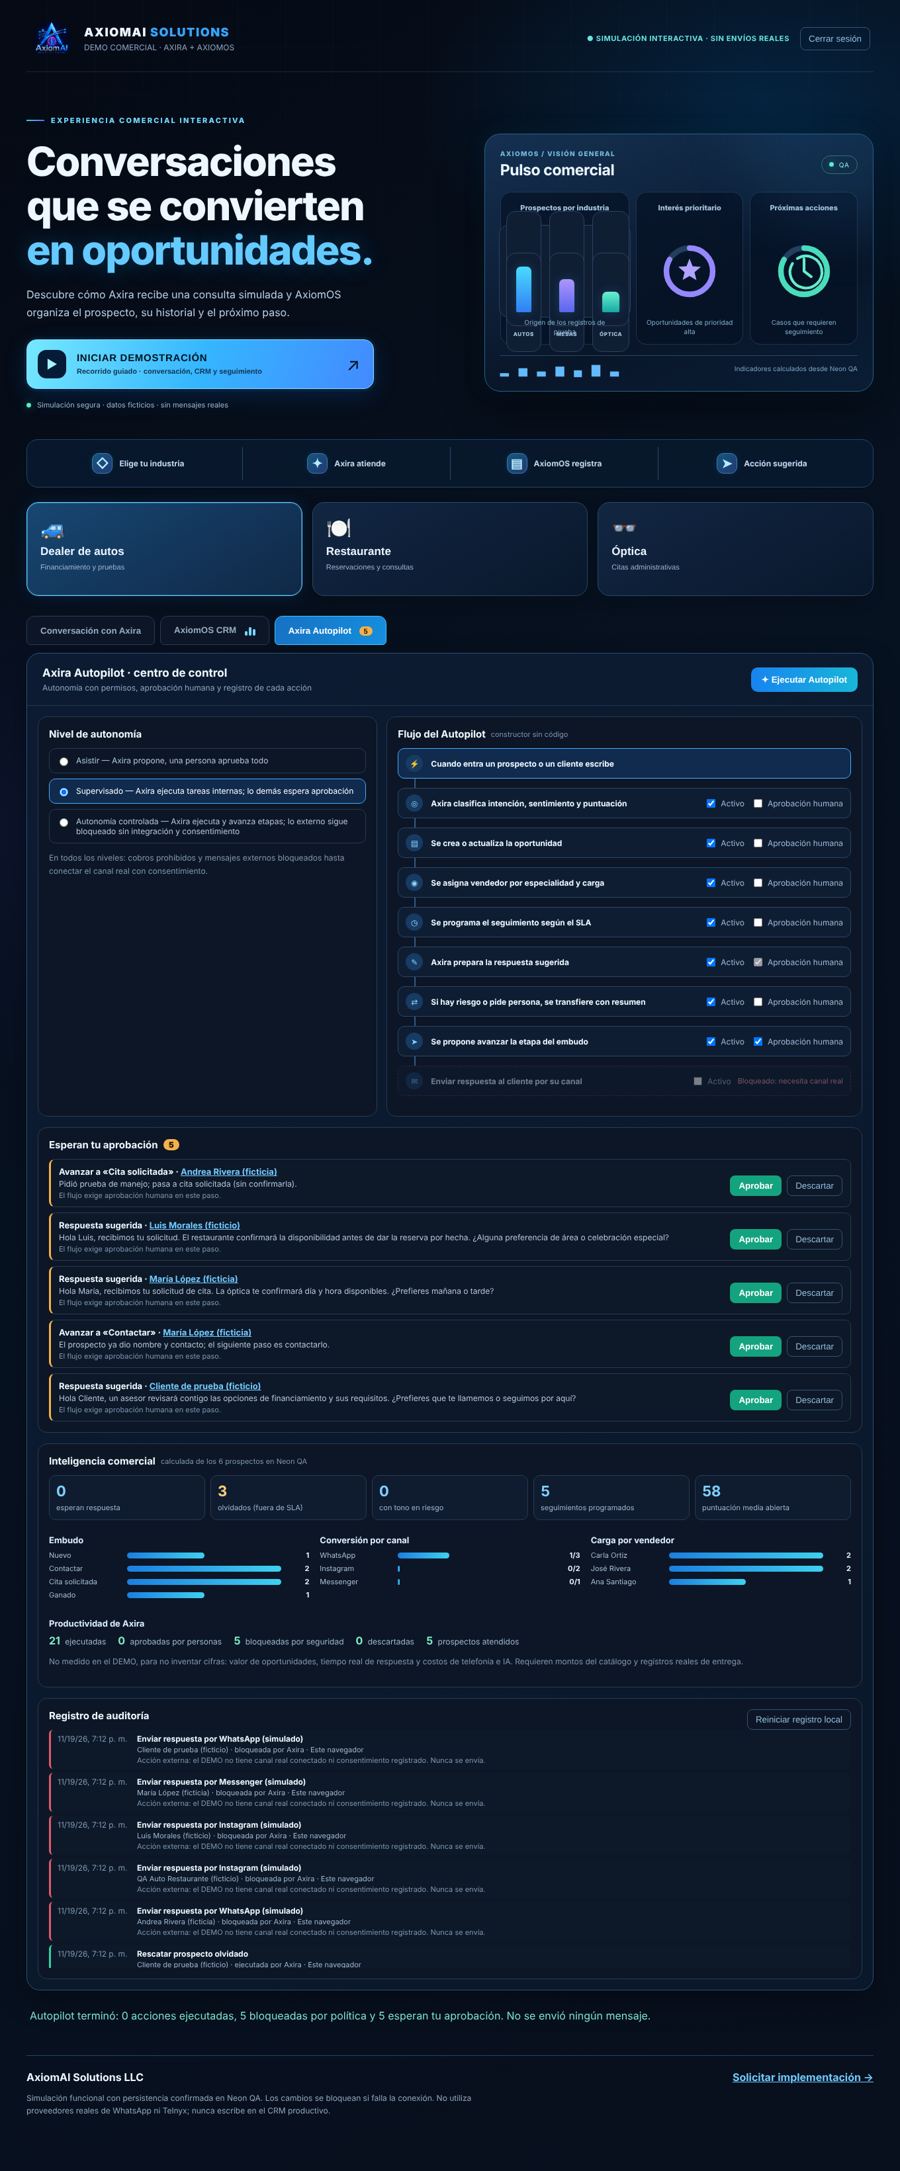 AxiomAI
AXIOMAI SOLUTIONS
DEMO COMERCIAL · AXIRA + AXIOMOS
SIMULACIÓN INTERACTIVA · SIN ENVÍOS REALES
Cerrar sesión
EXPERIENCIA COMERCIAL INTERACTIVA
Conversaciones
que se convierten
en oportunidades.
Descubre cómo Axira recibe una consulta simulada y AxiomOS
organiza el prospecto, su historial y el próximo paso.
INICIAR DEMOSTRACIÓN
Recorrido guiado · conversación, CRM y seguimiento
Simulación segura · datos ficticios · sin mensajes reales
AXIOMOS / VISIÓN GENERAL
Pulso comercial
QA
Prospectos por industria
AUTOS
MESAS
ÓPTICA
Origen de los registros de
prueba
Interés prioritario
Oportunidades de prioridad
alta
Próximas acciones
Casos que requieren
seguimiento
Indicadores calculados desde Neon QA
Elige tu industria
Axira atiende
AxiomOS registra
Acción sugerida
Dealer de autos
Financiamiento y pruebas
Restaurante
Reservaciones y consultas
Óptica
Citas administrativas
Conversación con Axira
AxiomOS CRM
Axira Autopilot 5
Axira Autopilot · centro de control
Autonomía con permisos, aprobación humana y registro de cada acción
✦ Ejecutar Autopilot
Nivel de autonomía
Asistir — Axira propone, una persona aprueba todo
Supervisado — Axira ejecuta tareas internas; lo demás espera aprobación
Autonomía controlada — Axira ejecuta y avanza etapas; lo externo sigue
bloqueado sin integración y consentimiento
En todos los niveles: cobros prohibidos y mensajes externos bloqueados hasta
conectar el canal real con consentimiento.
Flujo del Autopilot constructor sin código
Cuando entra un prospecto o un cliente escribe
Axira clasifica intención, sentimiento y puntuación Activo Aprobación humana
Se crea o actualiza la oportunidad Activo Aprobación humana
Se asigna vendedor por especialidad y carga Activo Aprobación humana
Se programa el seguimiento según el SLA Activo Aprobación humana
Axira prepara la respuesta sugerida Activo Aprobación humana
Si hay riesgo o pide persona, se transfiere con resumen Activo Aprobación humana
Se propone avanzar la etapa del embudo Activo Aprobación humana
Enviar respuesta al cliente por su canal Activo Bloqueado: necesita canal real
Esperan tu aprobación 5
Avanzar a «Cita solicitada» · Andrea Rivera (ficticia)
Pidió prueba de manejo; pasa a cita solicitada (sin confirmarla).
El flujo exige aprobación humana en este paso.
Aprobar
Descartar
Respuesta sugerida · Luis Morales (ficticio)
Hola Luis, recibimos tu solicitud. El restaurante confirmará la disponibilidad antes de dar la reserva por hecha. ¿Alguna preferencia de área o celebración especial?
El flujo exige aprobación humana en este paso.
Aprobar
Descartar
Respuesta sugerida · María López (ficticia)
Hola María, recibimos tu solicitud de cita. La óptica te confirmará día y hora disponibles. ¿Prefieres mañana o tarde?
El flujo exige aprobación humana en este paso.
Aprobar
Descartar
Avanzar a «Contactar» · María López (ficticia)
El prospecto ya dio nombre y contacto; el siguiente paso es contactarlo.
El flujo exige aprobación humana en este paso.
Aprobar
Descartar
Respuesta sugerida · Cliente de prueba (ficticio)
Hola Cliente, un asesor revisará contigo las opciones de financiamiento y sus requisitos. ¿Prefieres que te llamemos o seguimos por aquí?
El flujo exige aprobación humana en este paso.
Aprobar
Descartar
Inteligencia comercial calculada de los 6 prospectos en Neon QA
0
esperan respuesta
3
olvidados (fuera de SLA)
0
con tono en riesgo
5
seguimientos programados
58
puntuación media abierta
Embudo
Nuevo 1
Contactar 2
Cita solicitada 2
Ganado 1
Conversión por canal
WhatsApp 1/3
Instagram 0/2
Messenger 0/1
Carga por vendedor
Carla Ortiz 2
José Rivera 2
Ana Santiago 1
Productividad de Axira
21 ejecutadas 0 aprobadas por personas 5 bloqueadas por seguridad 0 descartadas 5 prospectos atendidos
No medido en el DEMO, para no inventar cifras: valor de oportunidades, tiempo real de respuesta y costos de telefonía e IA. Requieren montos del catálogo y registros reales de entrega.
Registro de auditoría
Reiniciar registro local
11/19/26, 7:12 p. m. Enviar respuesta por WhatsApp (simulado)
Cliente de prueba (ficticio) · bloqueada por Axira · Este navegador
Acción externa: el DEMO no tiene canal real conectado ni consentimiento registrado. Nunca se envía.
11/19/26, 7:12 p. m. Enviar respuesta por Messenger (simulado)
María López (ficticia) · bloqueada por Axira · Este navegador
Acción externa: el DEMO no tiene canal real conectado ni consentimiento registrado. Nunca se envía.
11/19/26, 7:12 p. m. Enviar respuesta por Instagram (simulado)
Luis Morales (ficticio) · bloqueada por Axira · Este navegador
Acción externa: el DEMO no tiene canal real conectado ni consentimiento registrado. Nunca se envía.
11/19/26, 7:12 p. m. Enviar respuesta por Instagram (simulado)
QA Auto Restaurante (ficticio) · bloqueada por Axira · Este navegador
Acción externa: el DEMO no tiene canal real conectado ni consentimiento registrado. Nunca se envía.
11/19/26, 7:12 p. m. Enviar respuesta por WhatsApp (simulado)
Andrea Rivera (ficticia) · bloqueada por Axira · Este navegador
Acción externa: el DEMO no tiene canal real conectado ni consentimiento registrado. Nunca se envía.
11/19/26, 7:12 p. m. Rescatar prospecto olvidado
Cliente de prueba (ficticio) · ejecutada por Axira · Este navegador
Autopilot terminó: 0 acciones ejecutadas, 5 bloqueadas por política y 5 esperan tu aprobación. No se envió ningún mensaje.
AxiomAI Solutions LLC
Solicitar implementación →
Simulación funcional con persistencia confirmada en Neon QA. Los cambios se bloquean si falla la conexión. No utiliza
proveedores reales de WhatsApp ni Telnyx; nunca escribe en el CRM productivo.